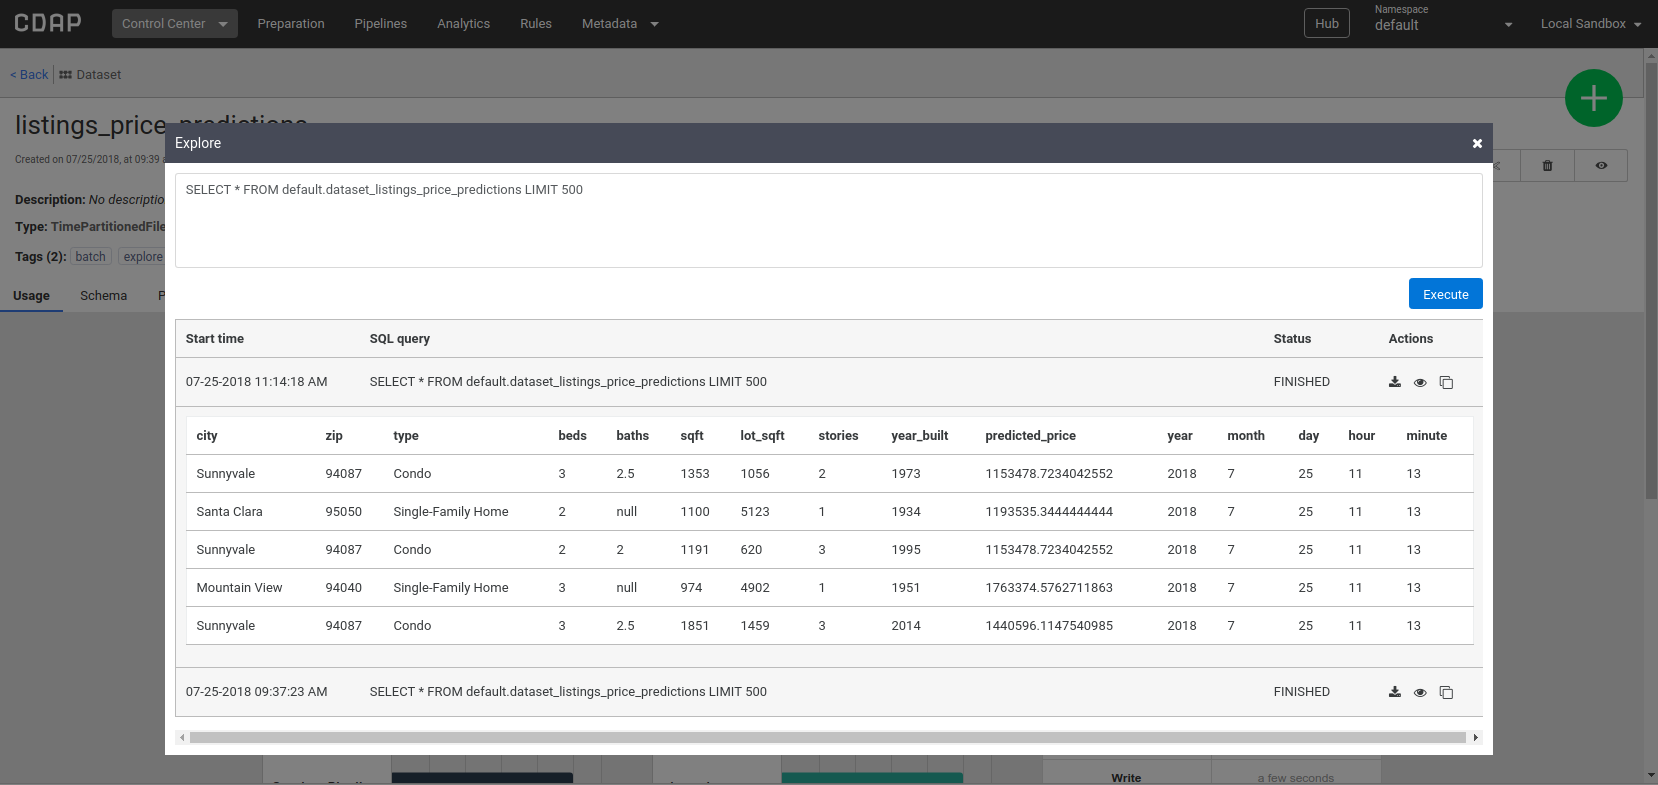 CDAP Control Center Preparation Pipelines Analytics Rules Metadata Hub Namespace default Local Sandbox
< Back Dataset
listings_price_predictions
Created on 07/25/2018, at 09:39
Description: No descriptio
Type: TimePartitionedFile
Tags (2): batch explore
Usage Schema P
Explore
SELECT * FROM default.dataset_listings_price_predictions LIMIT 500
Execute
Start time SQL query Status Actions
07-25-2018 11:14:18 AM SELECT * FROM default.dataset_listings_price_predictions LIMIT 500 FINISHED
city zip type beds baths sqft lot_sqft stories year_built predicted_price year month day hour minute
Sunnyvale 94087 Condo 3 2.5 1353 1056 2 1973 1153478.7234042552 2018 7 25 11 13
Santa Clara 95050 Single-Family Home 2 null 1100 5123 1 1934 1193535.3444444444 2018 7 25 11 13
Sunnyvale 94087 Condo 2 2 1191 620 3 1995 1153478.7234042552 2018 7 25 11 13
Mountain View 94040 Single-Family Home 3 null 974 4902 1 1951 1763374.5762711863 2018 7 25 11 13
Sunnyvale 94087 Condo 3 2.5 1851 1459 3 2014 1440596.1147540985 2018 7 25 11 13
07-25-2018 09:37:23 AM SELECT * FROM default.dataset_listings_price_predictions LIMIT 500 FINISHED
Write a few seconds